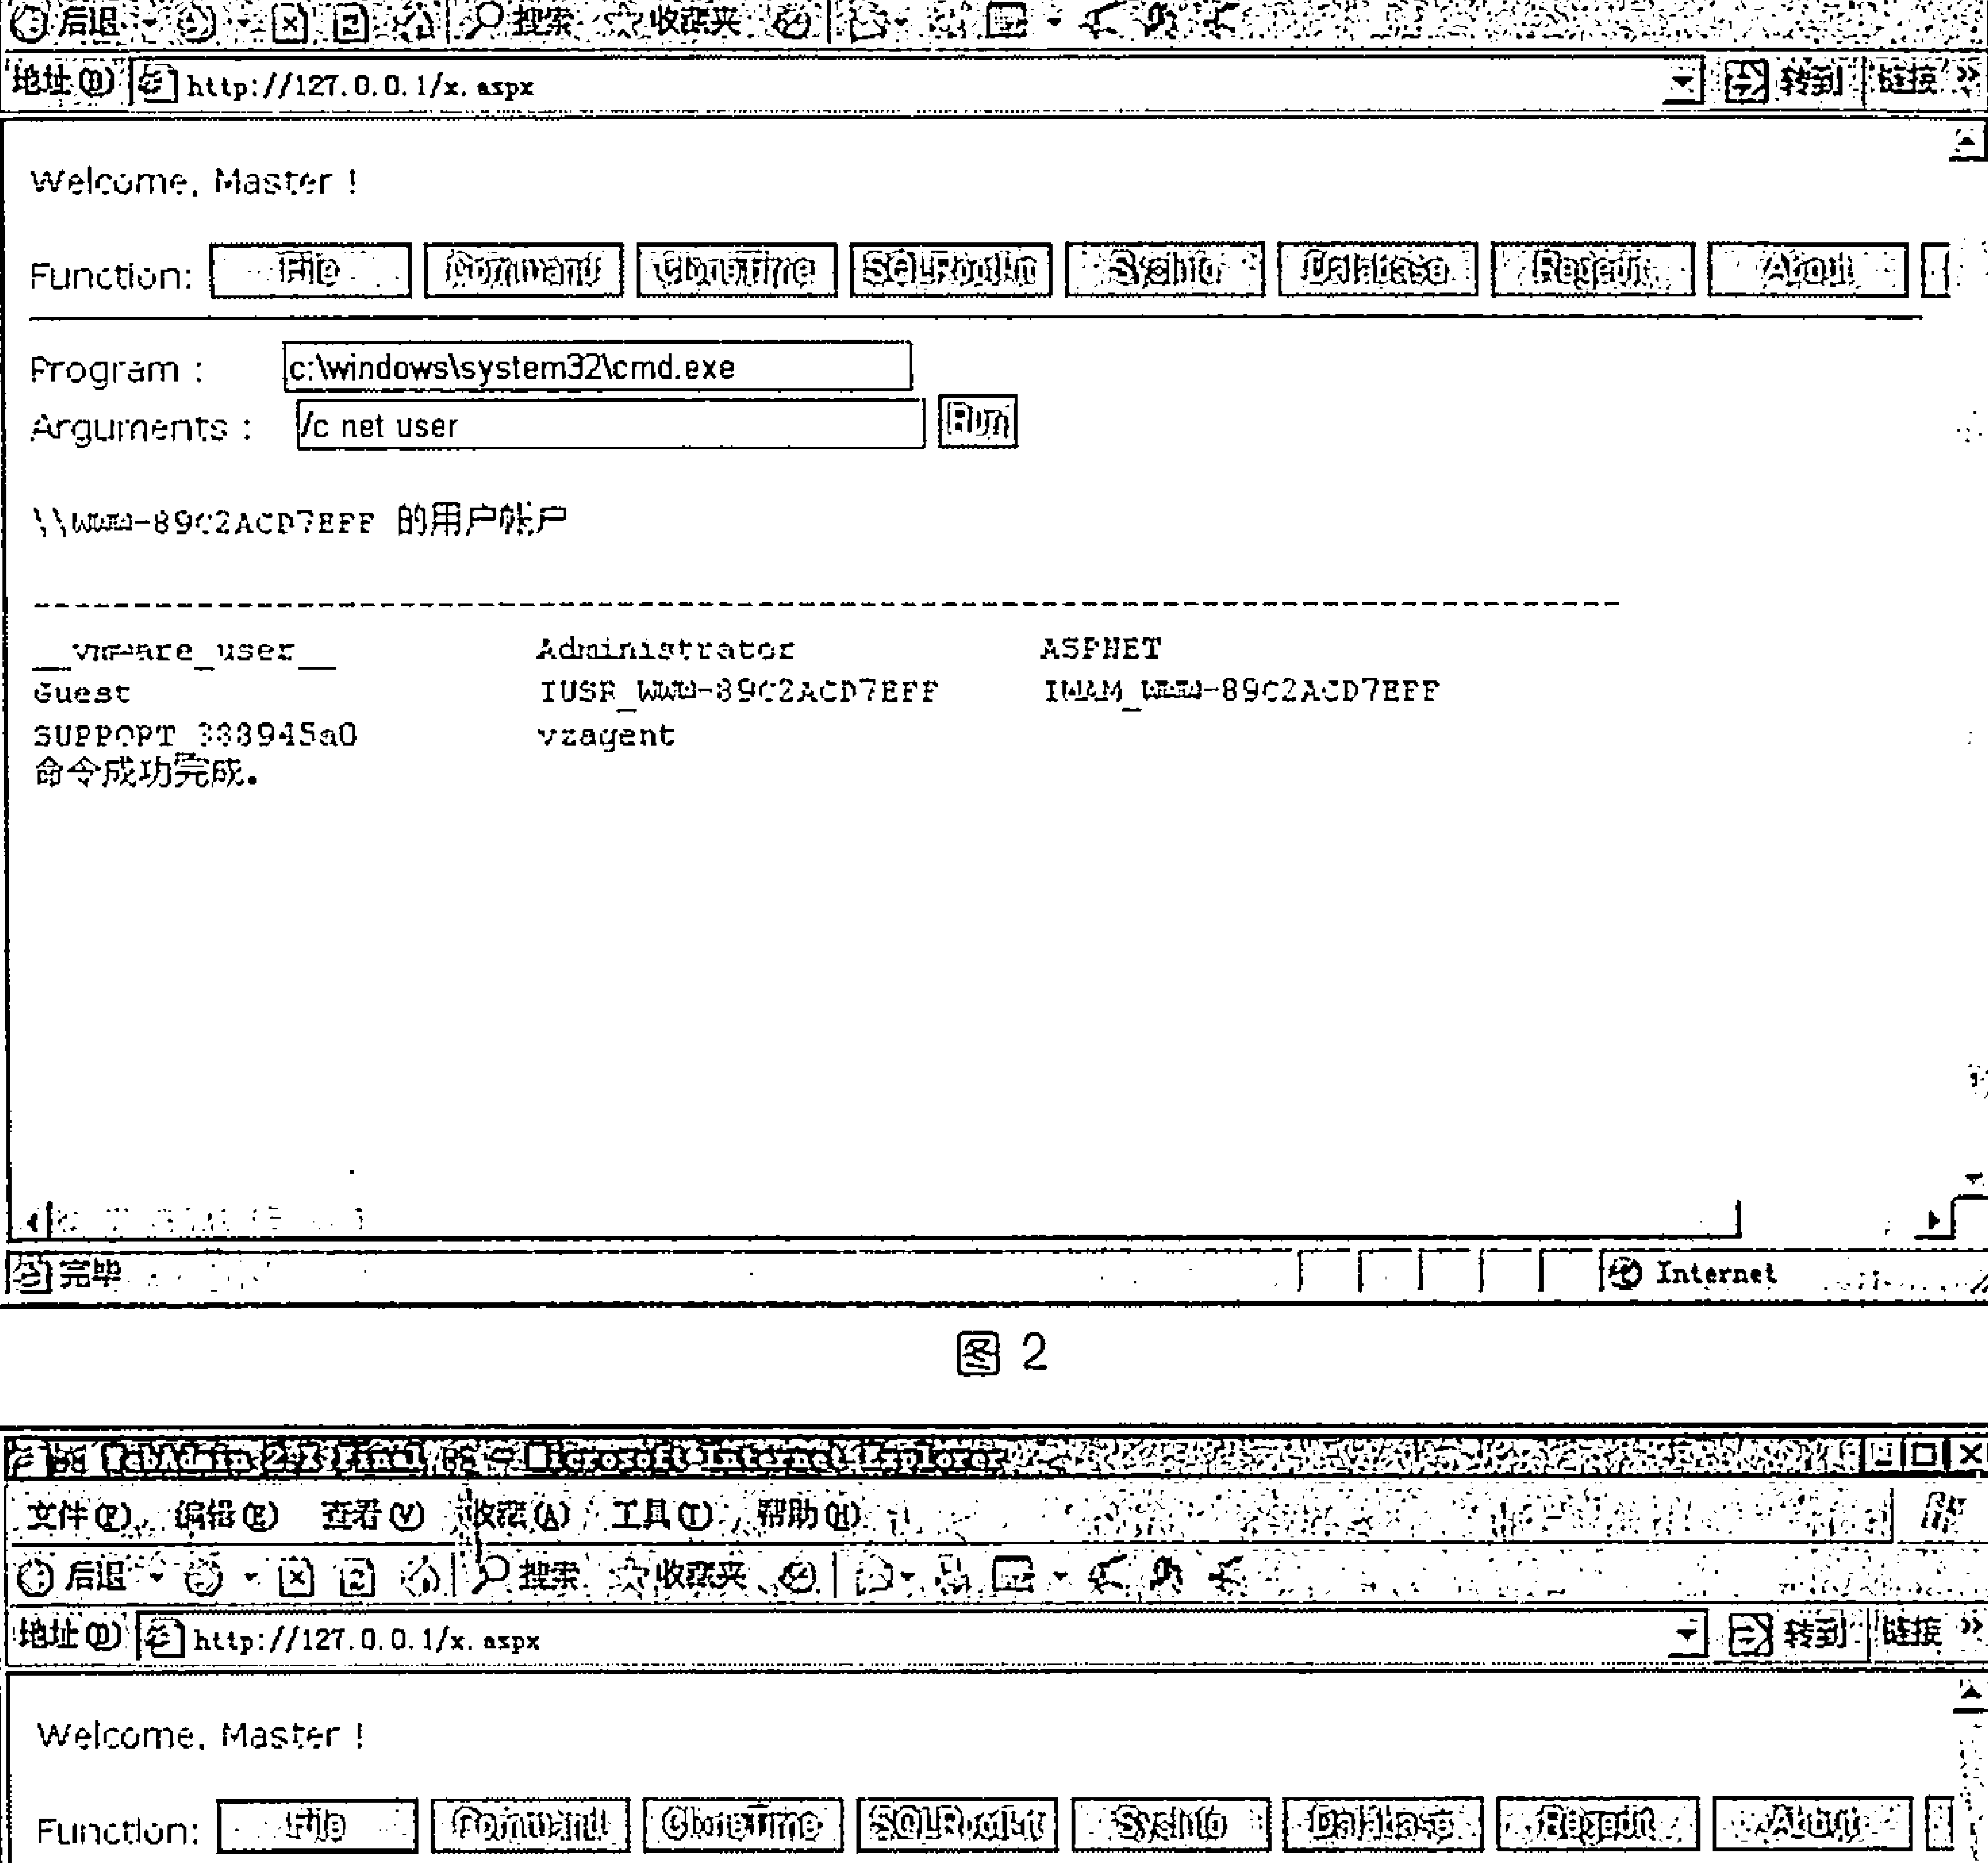 后退 搜索 收藏夹
地址(D) http://127.0.0.1/x.aspx 转到 链接 »
Welcome, Master !
Function: File Command CloneTime SQLRootkit SysInfo Database Regedit About
Program : c:\windows\system32\cmd.exe
Arguments : /c net user Run
\\WWW-89C2ACD7EFF 的用户帐户
-------------------------------------------------------------------------------
__vmware_user__ Administrator ASPNET
Guest IUSR_WWW-89C2ACD7EFF IWAM_WWW-89C2ACD7EFF
SUPPORT_388945a0 vzagent
命令成功完成。
完毕 Internet
图 2
WebAdmin 2.X Final - Microsoft Internet Explorer
文件(F) 编辑(E) 查看(V) 收藏(A) 工具(T) 帮助(H)
后退 搜索 收藏夹
地址(D) http://127.0.0.1/x.aspx 转到 链接 »
Welcome, Master !
Function: File Command CloneTime SQLRootkit SysInfo Database Regedit About